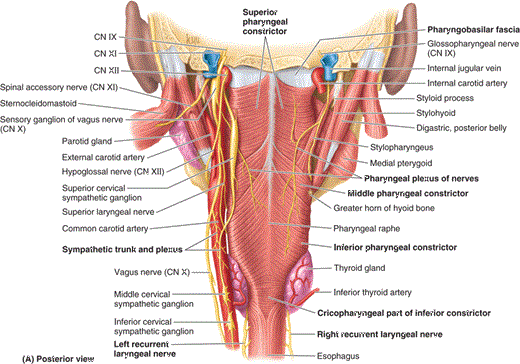 Superior
pharyngeal
constrictor
CN IX
CN XI
CN XII
Spinal accessory nerve (CN XI)
Sternocleidomastoid
Sensory ganglion of vagus nerve
(CN X)
Parotid gland
External carotid artery
Hypoglossal nerve (CN XII)
Superior cervical
sympathetic ganglion
Superior laryngeal nerve
Common carotid artery
Sympathetic trunk and plexus
Vagus nerve (CN X)
Middle cervical
sympathetic ganglion
Inferior cervical
sympathetic ganglion
Left recurrent
laryngeal nerve
(A) Posterior view
Pharyngobasilar fascia
Glossopharyngeal nerve
(CN IX)
Internal jugular vein
Internal carotid artery
Styloid process
Stylohyoid
Digastric, posterior belly
Stylopharyngeus
Medial pterygoid
Pharyngeal plexus of nerves
Middle pharyngeal constrictor
Greater horn of hyoid bone
Pharyngeal raphe
Inferior pharyngeal constrictor
Thyroid gland
Inferior thyroid artery
Cricopharyngeal part of inferior constrictor
Right recurrent laryngeal nerve
Esophagus